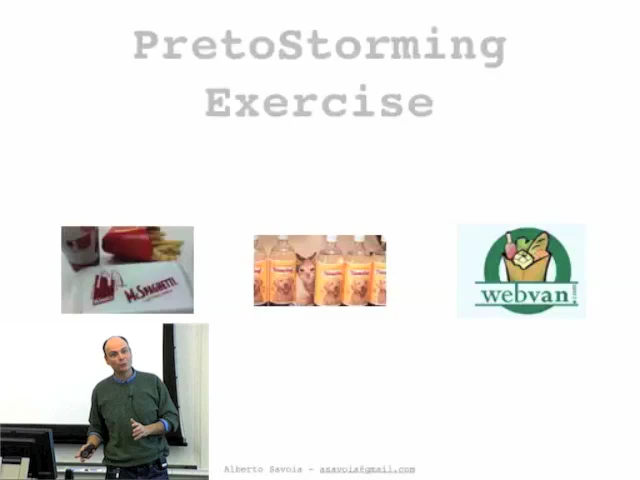 PretoStorming
Exercise
McSpaghetti
webvan
Alberto Savoia - asavoia@gmail.com